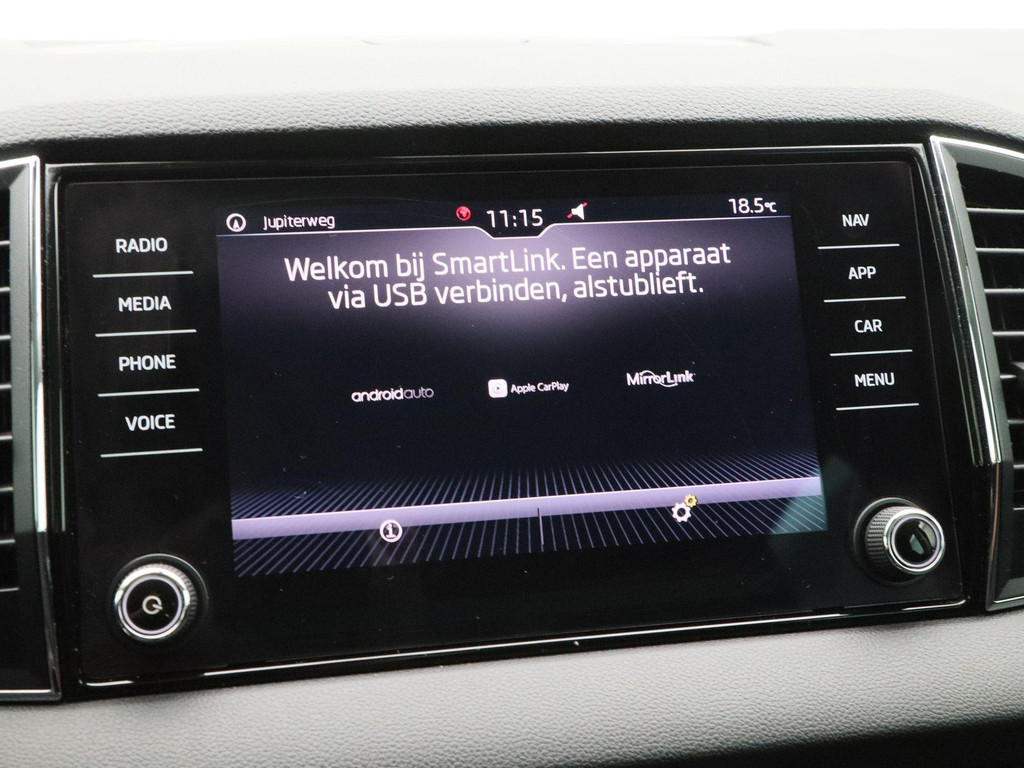 Jupiterweg 11:15 18.5°C
RADIO
MEDIA
PHONE
VOICE
Welkom bij SmartLink. Een apparaat
via USB verbinden, alstublieft.
androidauto Apple CarPlay MirrorLink
NAV
APP
CAR
MENU